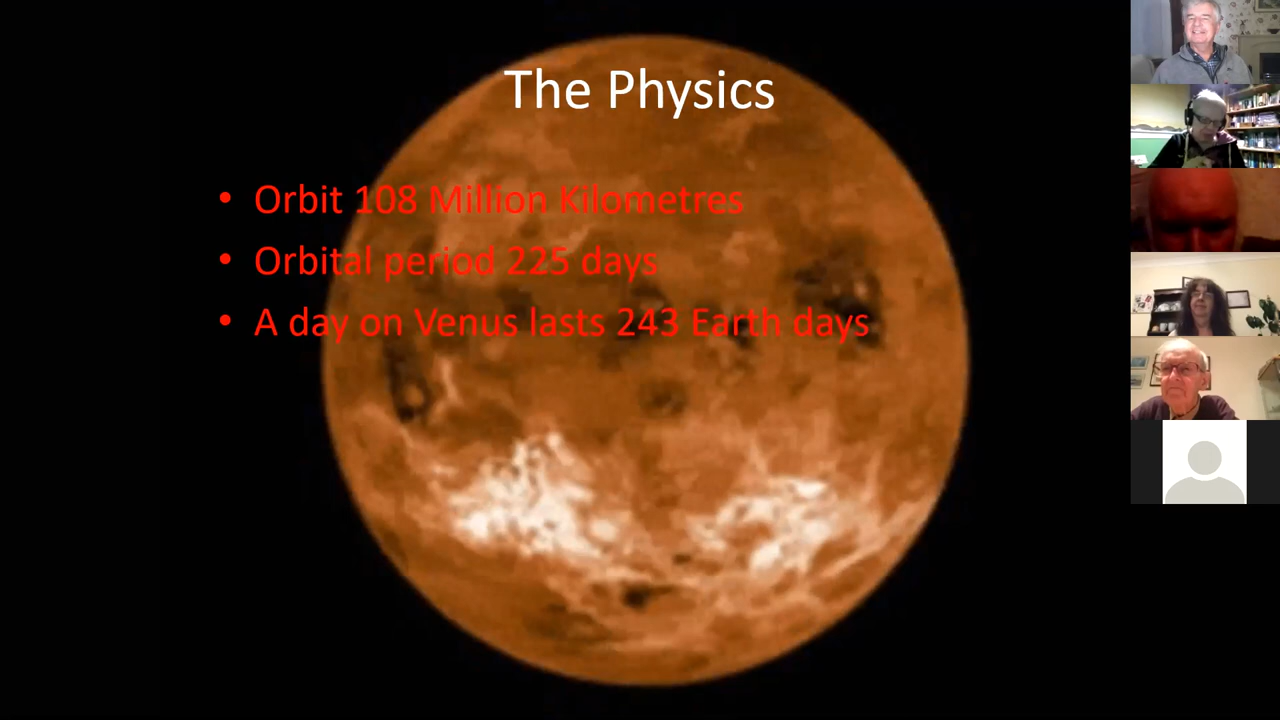 The Physics
• Orbit 108 Million Kilometres
• Orbital period 225 days
• A day on Venus lasts 243 Earth days